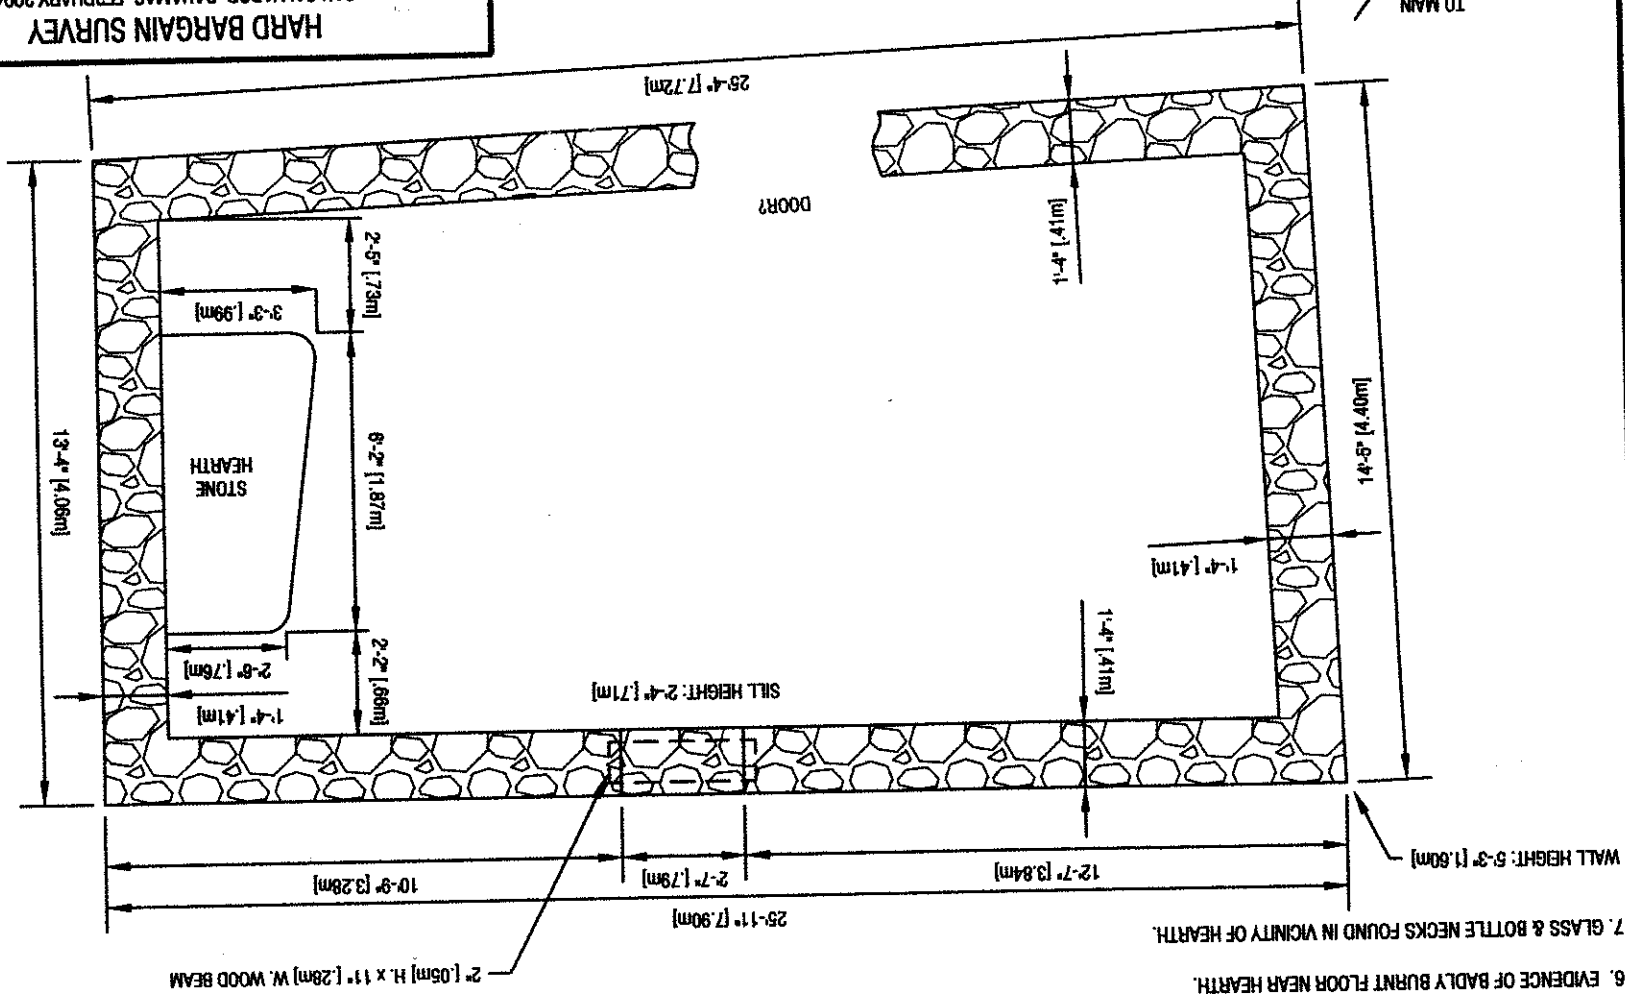 6. EVIDENCE OF BADLY BURNT FLOOR NEAR HEARTH.
7. GLASS & BOTTLE NECKS FOUND IN VICINITY OF HEARTH.
2" [.05m] H. x 11" [.28m] W. WOOD BEAM
25'-11" [7.90m]
10'-9" [3.28m]
2'-7" [.79m]
12'-7" [3.84m]
WALL HEIGHT: 5'-3" [1.60m]
1'-4" [.41m]
2'-6" [.76m]
2'-2" [.66m]
SILL HEIGHT: 2'-4" [.71m]
1'-4" [.41m]
1'-4" [.41m]
13'-4" [4.06m]
STONE
HEARTH
6'-2" [1.87m]
14'-5" [4.40m]
3'-3" [.99m]
2'-5" [.73m]
DOOR?
1'-4" [.41m]
25'-4" [7.72m]
TO MAIN
HARD BARGAIN SURVEY
BAHAMAS FEBRUARY 2004